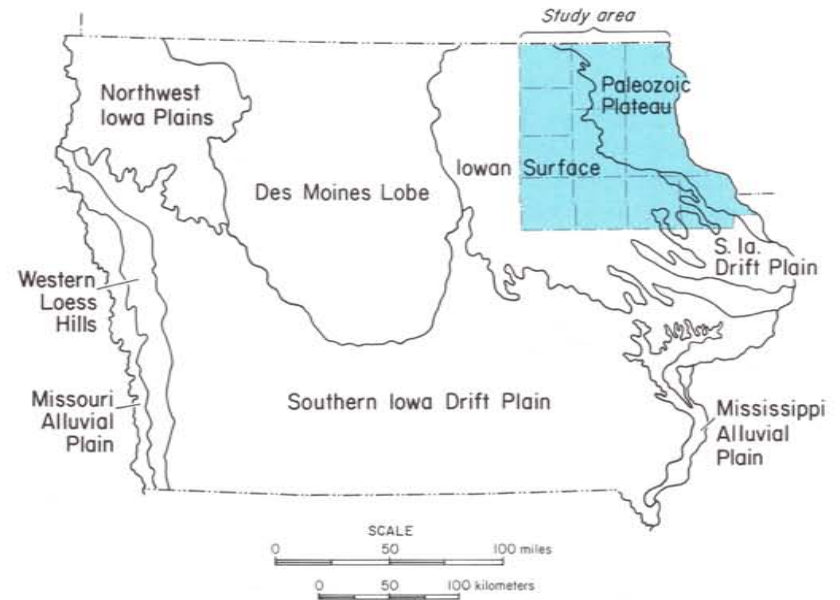 Study area
Northwest
Iowa Plains
Des Moines Lobe
Iowan Surface
Paleozoic
Plateau
S. Ia.
Drift Plain
Western
Loess
Hills
Missouri
Alluvial
Plain
Southern Iowa Drift Plain
Mississippi
Alluvial
Plain
SCALE
0 50 100 miles
0 50 100 kilometers